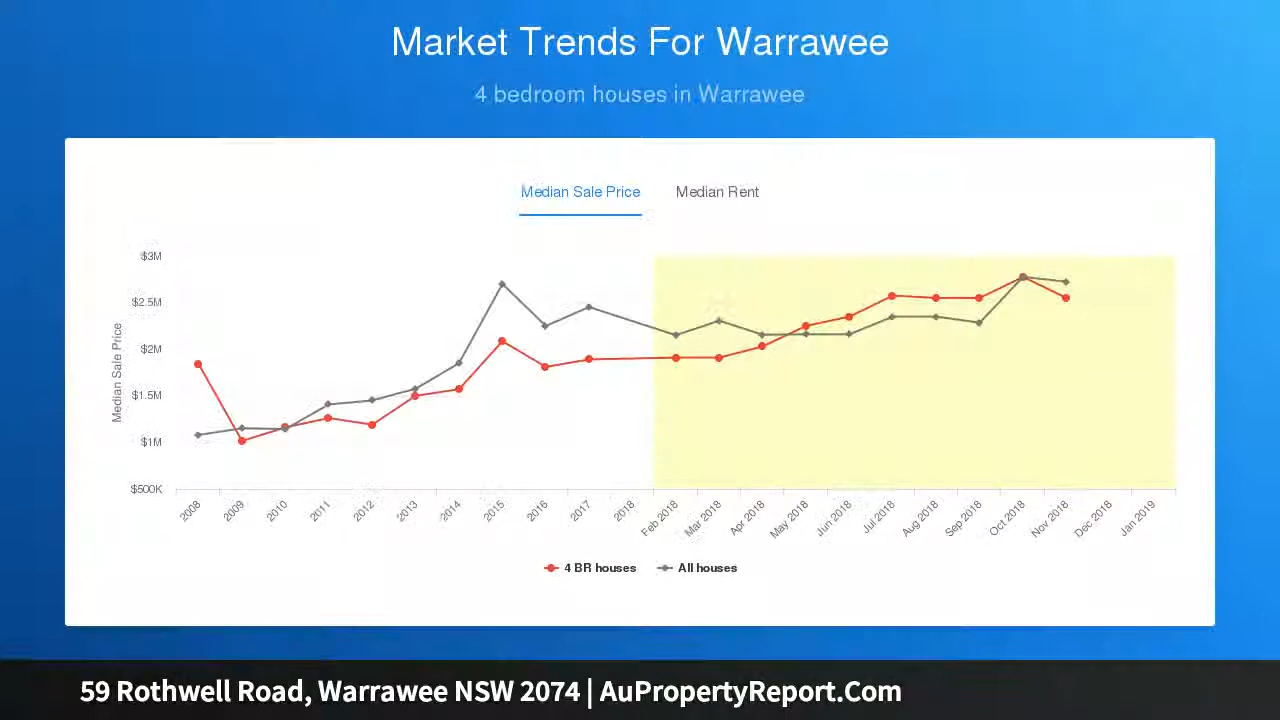 Market Trends For Warrawee
4 bedroom houses in Warrawee
Median Sale Price Median Rent
$3M
$2.5M
$2M
$1.5M
$1M
$500K
Median Sale Price
2008 2009 2010 2011 2012 2013 2014 2015 2016 2017 2018 Feb 2018 Mar 2018 Apr 2018 May 2018 Jun 2018 Jul 2018 Aug 2018 Sep 2018 Oct 2018 Nov 2018 Dec 2018 Jan 2019
4 BR houses All houses
59 Rothwell Road, Warrawee NSW 2074 | AuPropertyReport.Com